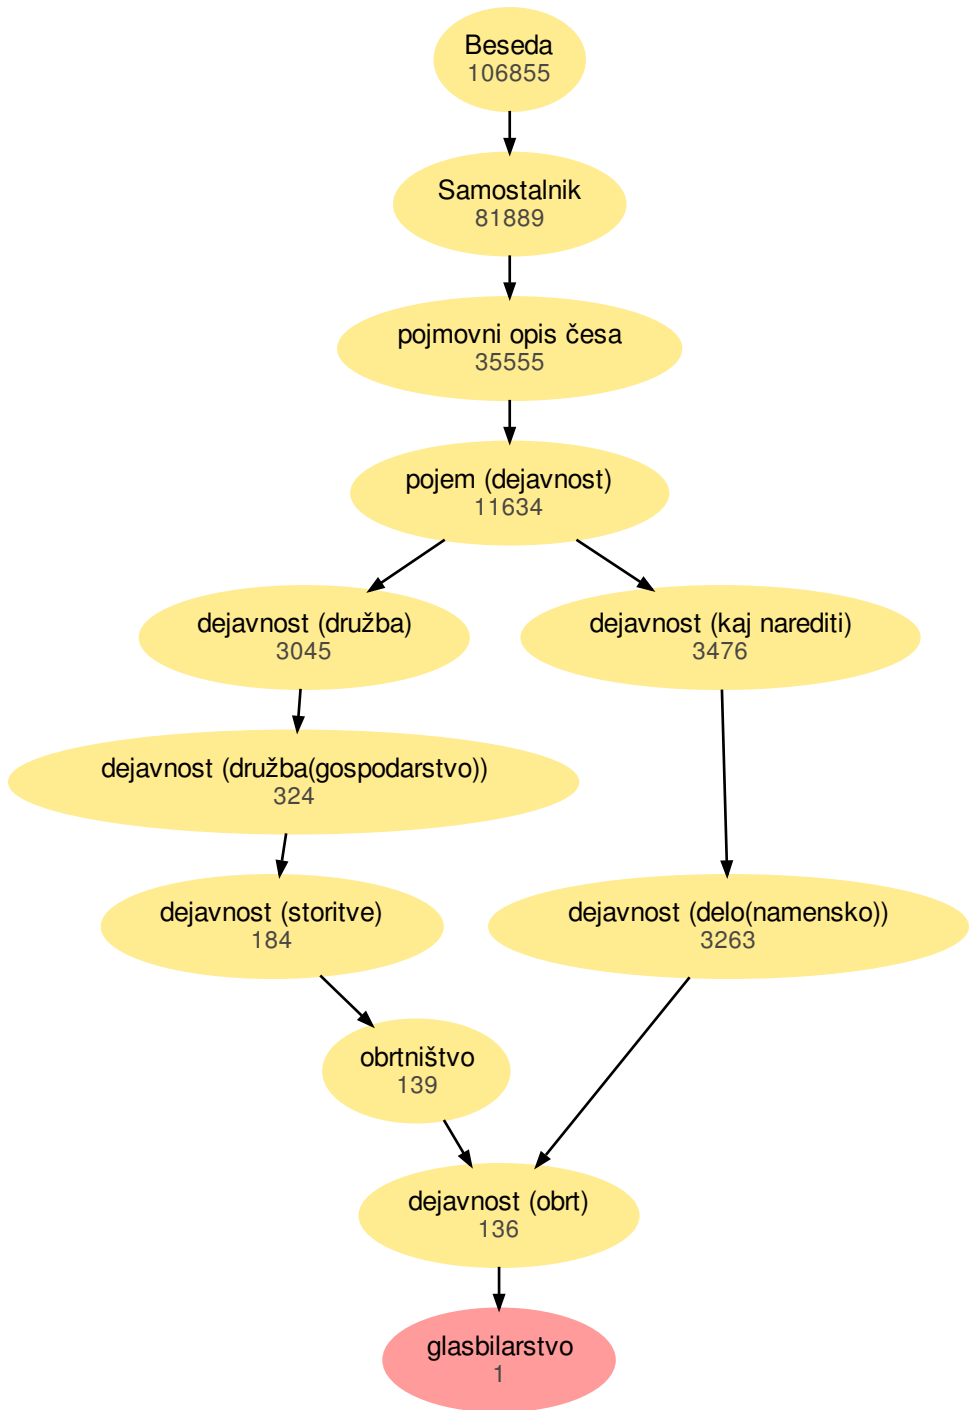 Beseda
106855
Samostalnik
81889
pojmovni opis česa
35555
pojem (dejavnost)
11634
dejavnost (družba)
3045
dejavnost (kaj narediti)
3476
dejavnost (družba(gospodarstvo))
324
dejavnost (storitve)
184
dejavnost (delo(namensko))
3263
obrtništvo
139
dejavnost (obrt)
136
glasbilarstvo
1